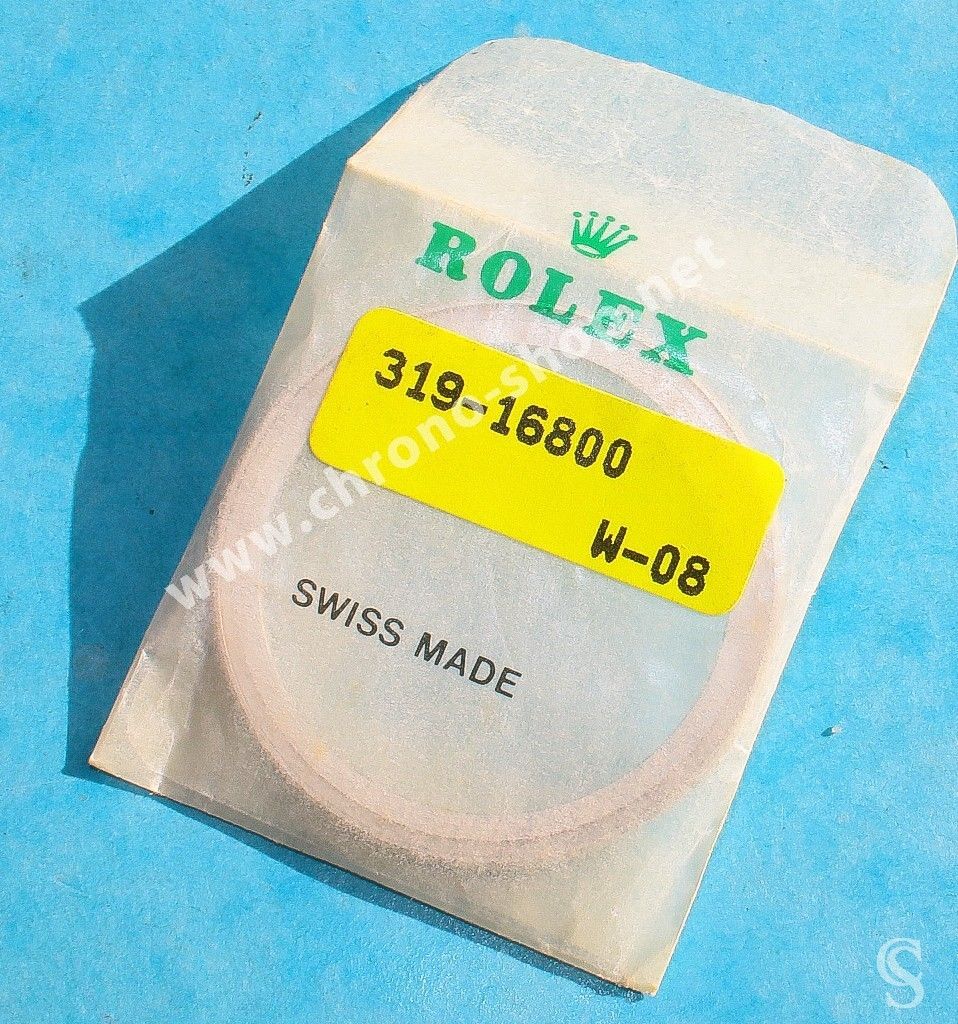 ROLEX
319-16800
W-08
SWISS MADE
www.chrono-shop.net